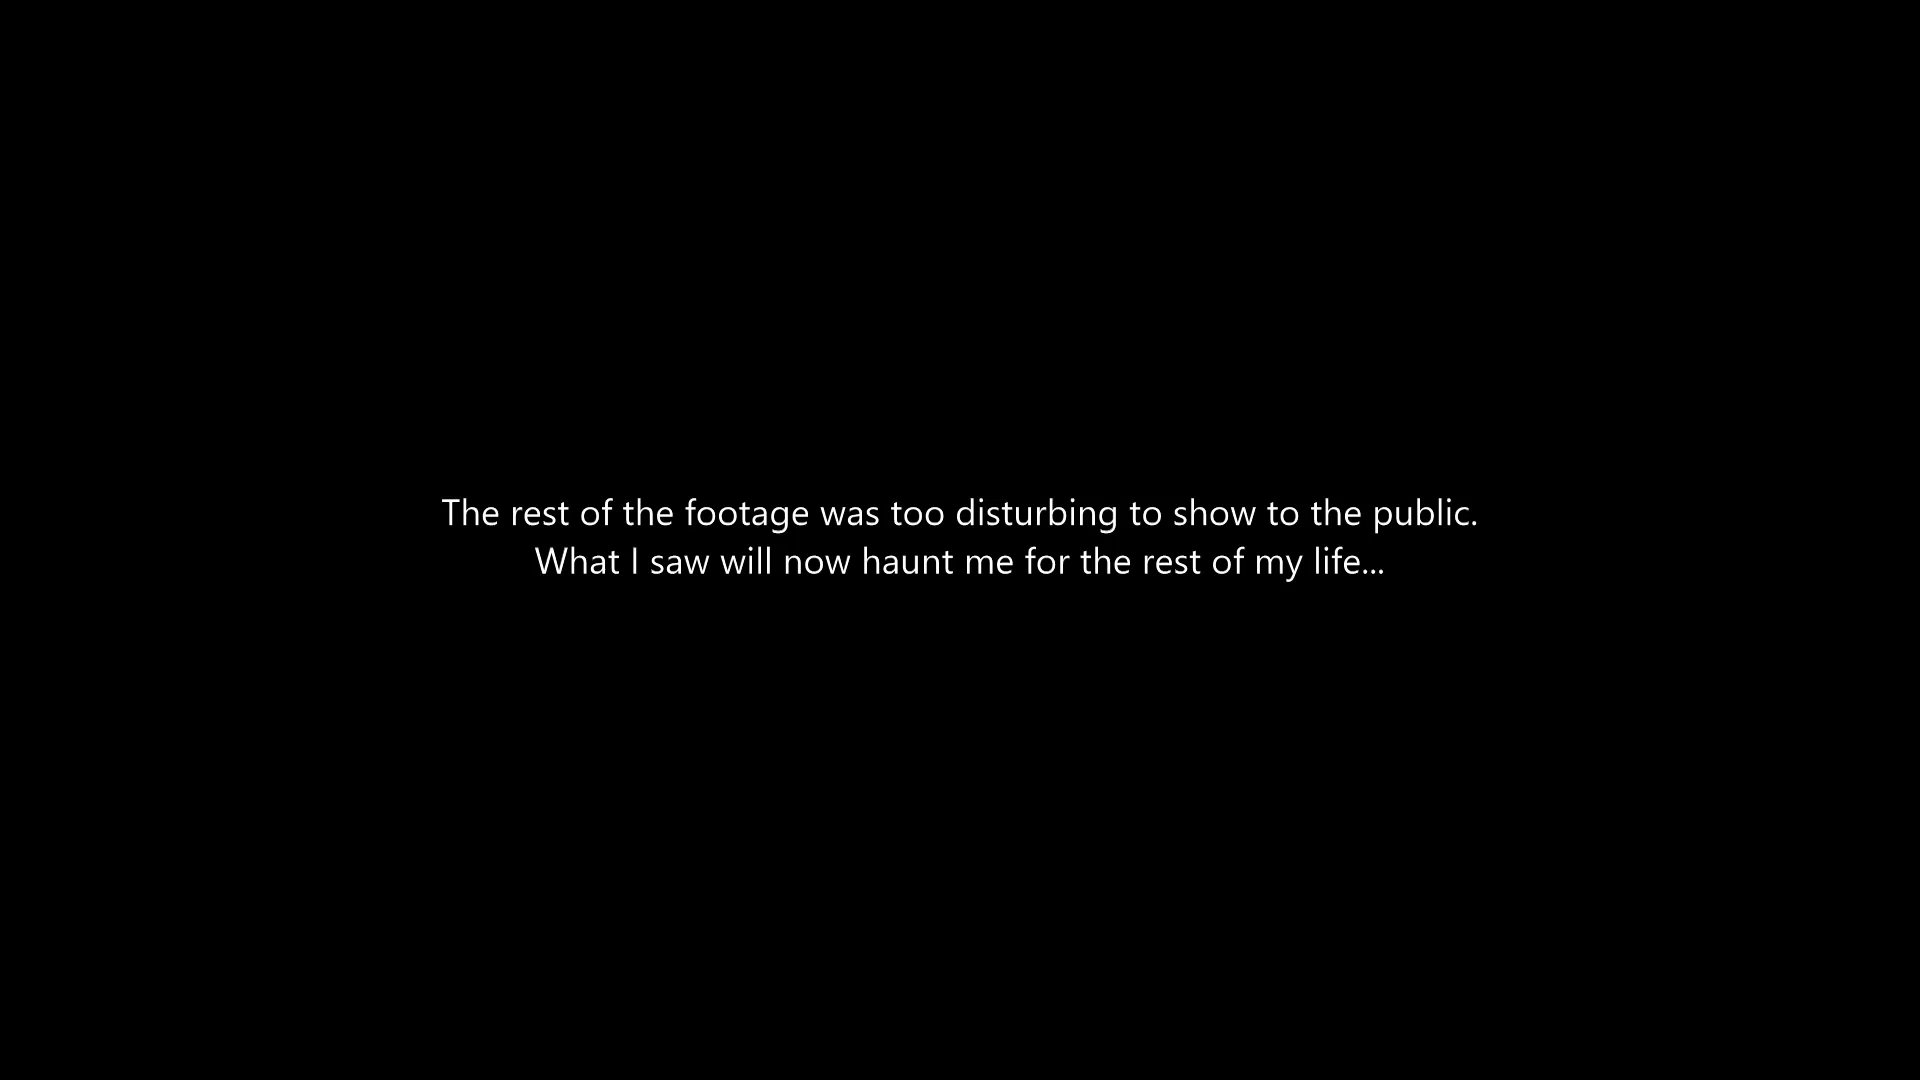 The rest of the footage was too disturbing to show to the public.
What I saw will now haunt me for the rest of my life...